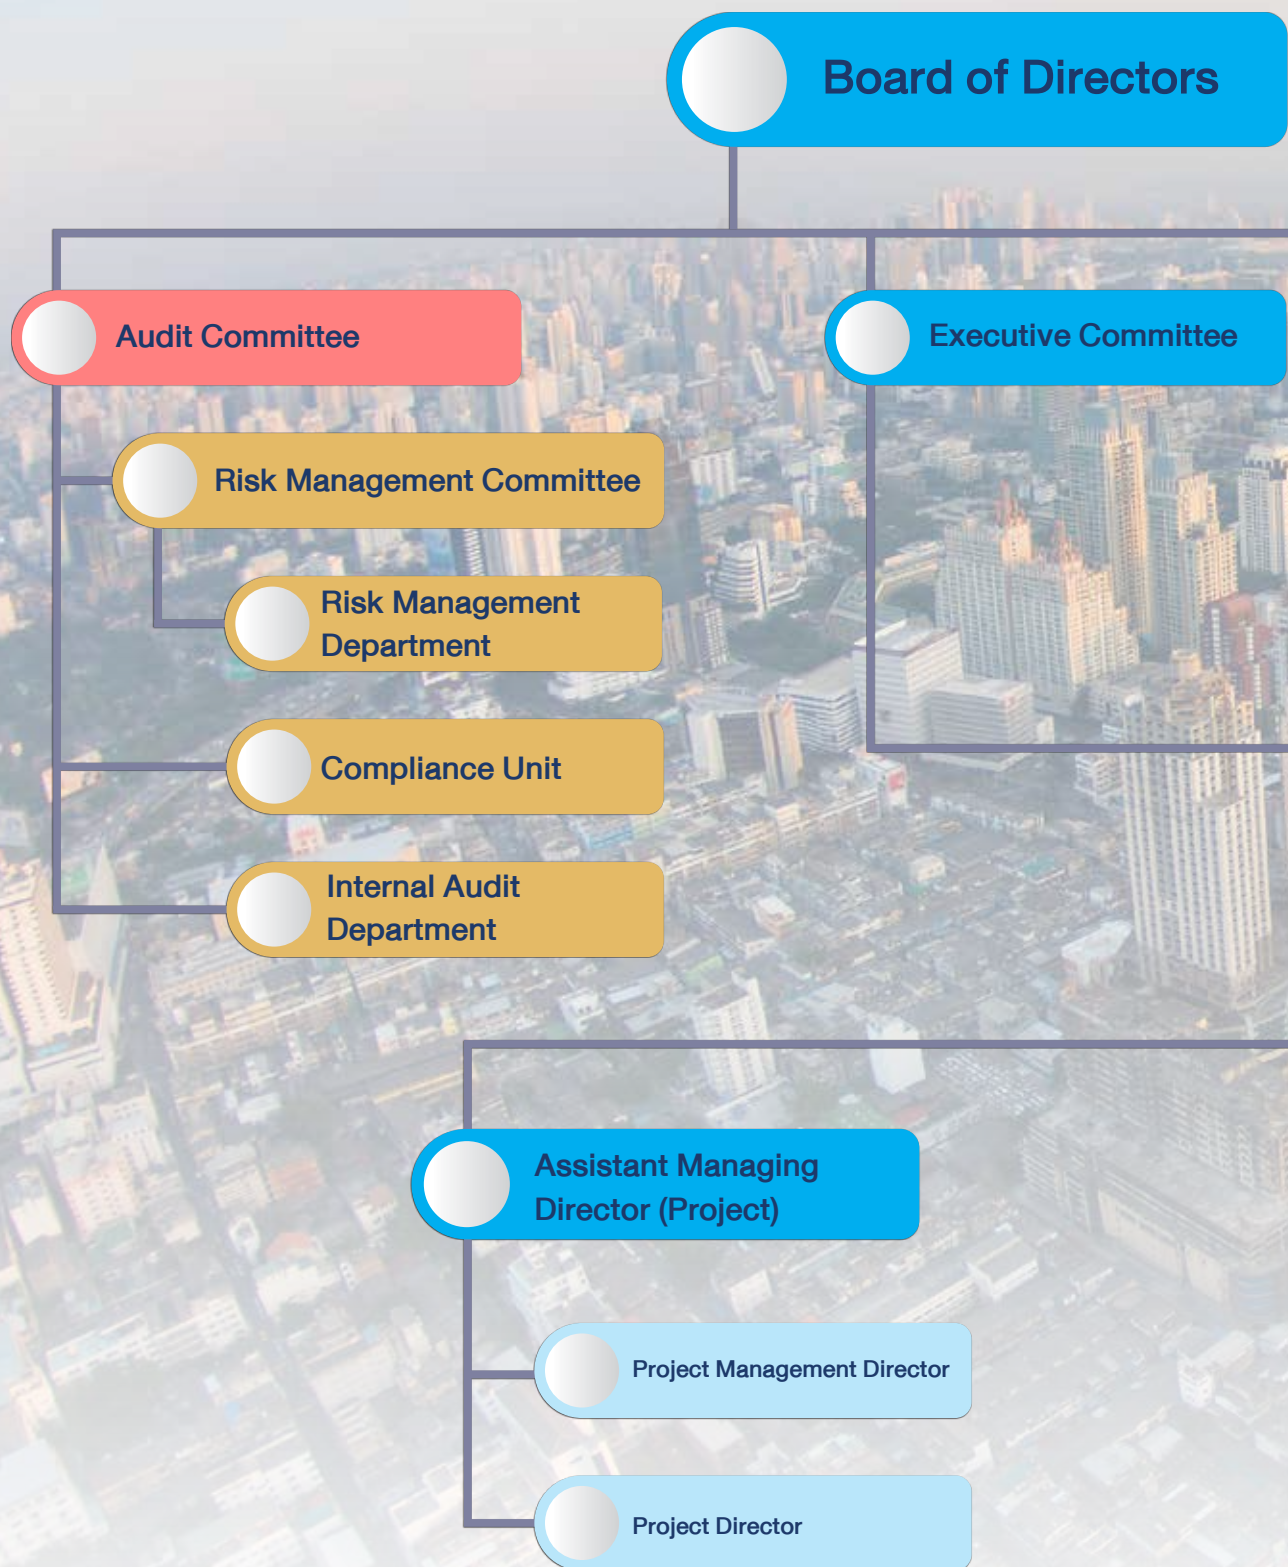 Board of Directors
Audit Committee
Executive Committee
Risk Management Committee
Risk Management
Department
Compliance Unit
Internal Audit
Department
Assistant Managing
Director (Project)
Project Management Director
Project Director